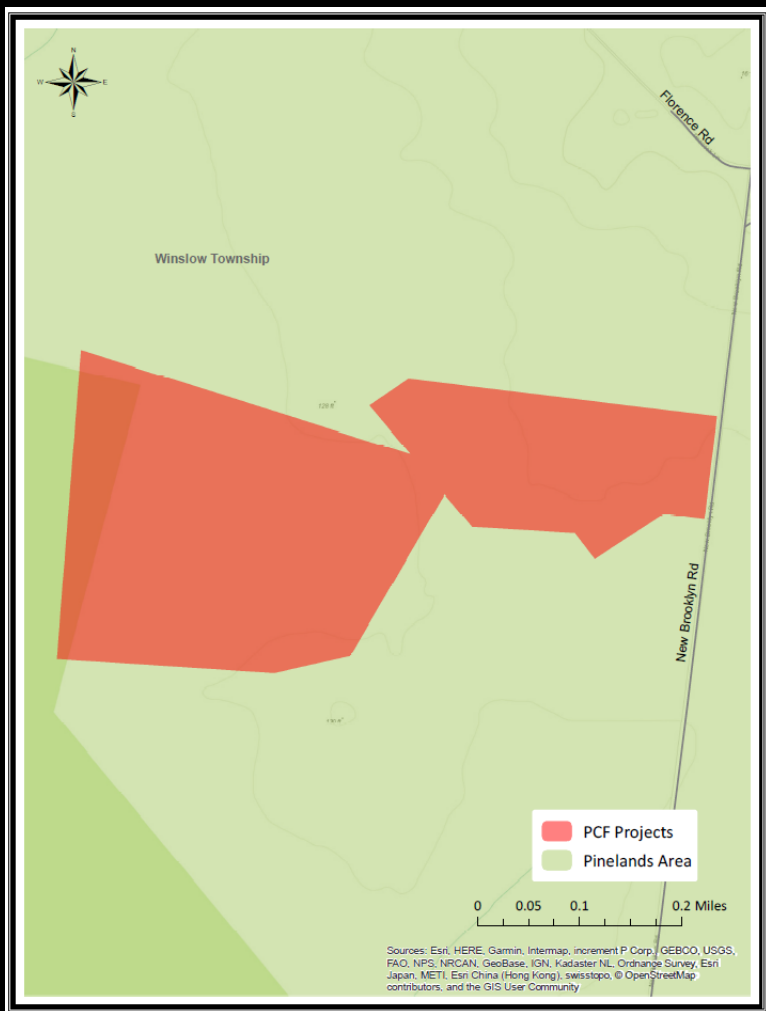 N
W E
S
Florence Rd
Winslow Township
120 ft
New Brooklyn Rd
PCF Projects
Pinelands Area
0 0.05 0.1 0.2 Miles
Sources: Esri, HERE, Garmin, Intermap, increment P Corp., GEBCO, USGS,
FAO, NPS, NRCAN, GeoBase, IGN, Kadaster NL, Ordnance Survey, Esri
Japan, METI, Esri China (Hong Kong), swisstopo, © OpenStreetMap
contributors, and the GIS User Community